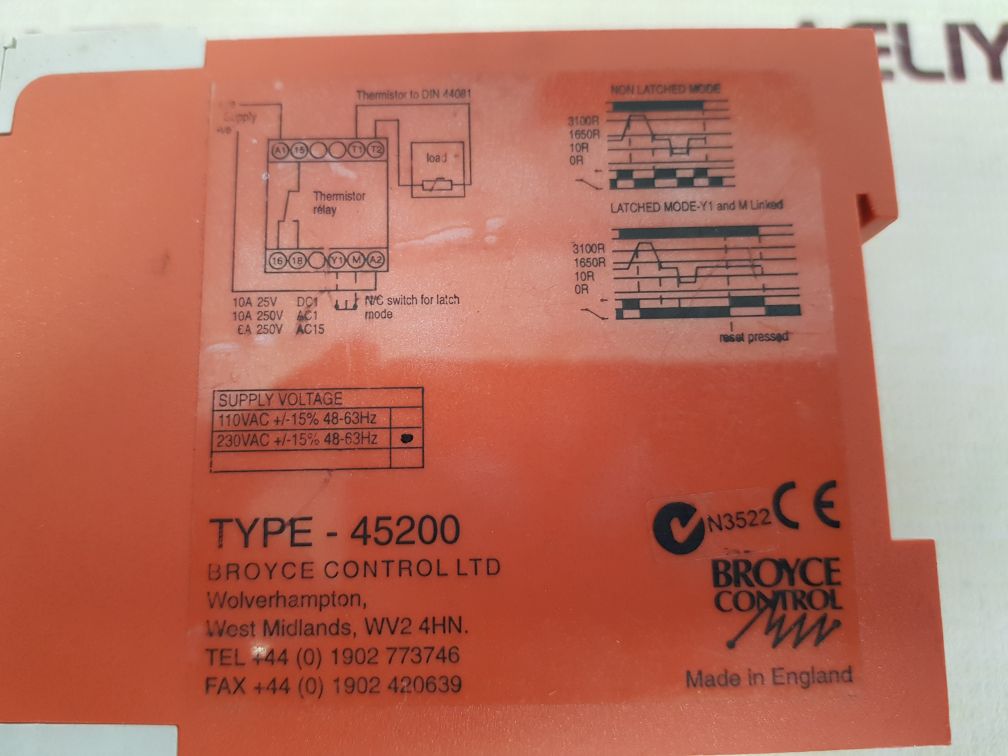 ELIY
Thermistor to DIN 44081
Supply
A1 15 T1 T2
load
Thermistor
relay
16 18 Y1 M A2
10A 25V DC1
10A 250V AC1
6A 250V AC15
N/C switch for latch
mode
NON LATCHED MODE
3100R
1650R
10R
0R
LATCHED MODE-Y1 and M Linked
3100R
1650R
10R
0R
reset pressed
SUPPLY VOLTAGE
110VAC +/-15% 48-63Hz
230VAC +/-15% 48-63Hz
TYPE - 45200
BROYCE CONTROL LTD
Wolverhampton,
West Midlands, WV2 4HN.
TEL +44 (0) 1902 773746
FAX +44 (0) 1902 420639
N3522 CE
BROYCE
CONTROL
Made in England